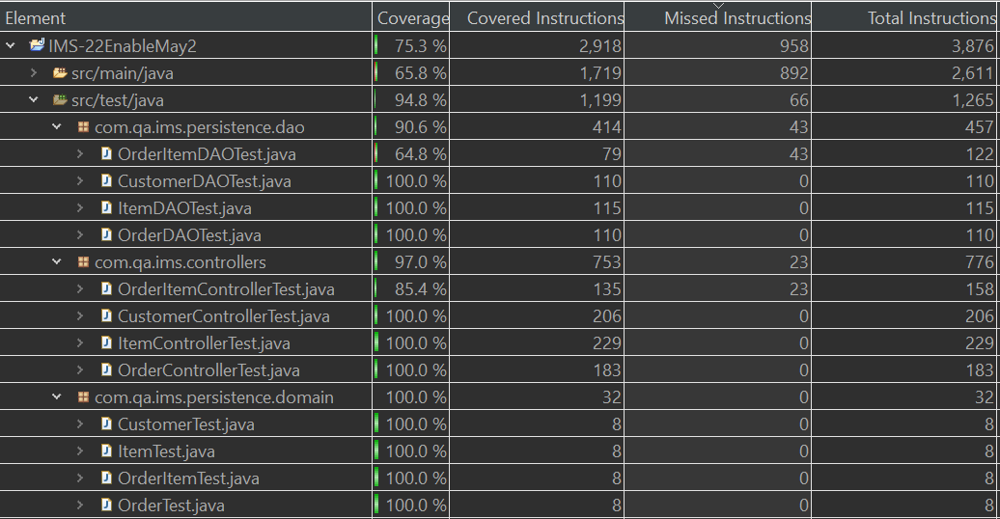 Element Coverage Covered Instructions Missed Instructions Total Instructions
IMS-22EnableMay2 75.3 % 2,918 958 3,876
src/main/java 65.8 % 1,719 892 2,611
src/test/java 94.8 % 1,199 66 1,265
com.qa.ims.persistence.dao 90.6 % 414 43 457
OrderItemDAOTest.java 64.8 % 79 43 122
CustomerDAOTest.java 100.0 % 110 0 110
ItemDAOTest.java 100.0 % 115 0 115
OrderDAOTest.java 100.0 % 110 0 110
com.qa.ims.controllers 97.0 % 753 23 776
OrderItemControllerTest.java 85.4 % 135 23 158
CustomerControllerTest.java 100.0 % 206 0 206
ItemControllerTest.java 100.0 % 229 0 229
OrderControllerTest.java 100.0 % 183 0 183
com.qa.ims.persistence.domain 100.0 % 32 0 32
CustomerTest.java 100.0 % 8 0 8
ItemTest.java 100.0 % 8 0 8
OrderItemTest.java 100.0 % 8 0 8
OrderTest.java 100.0 % 8 0 8